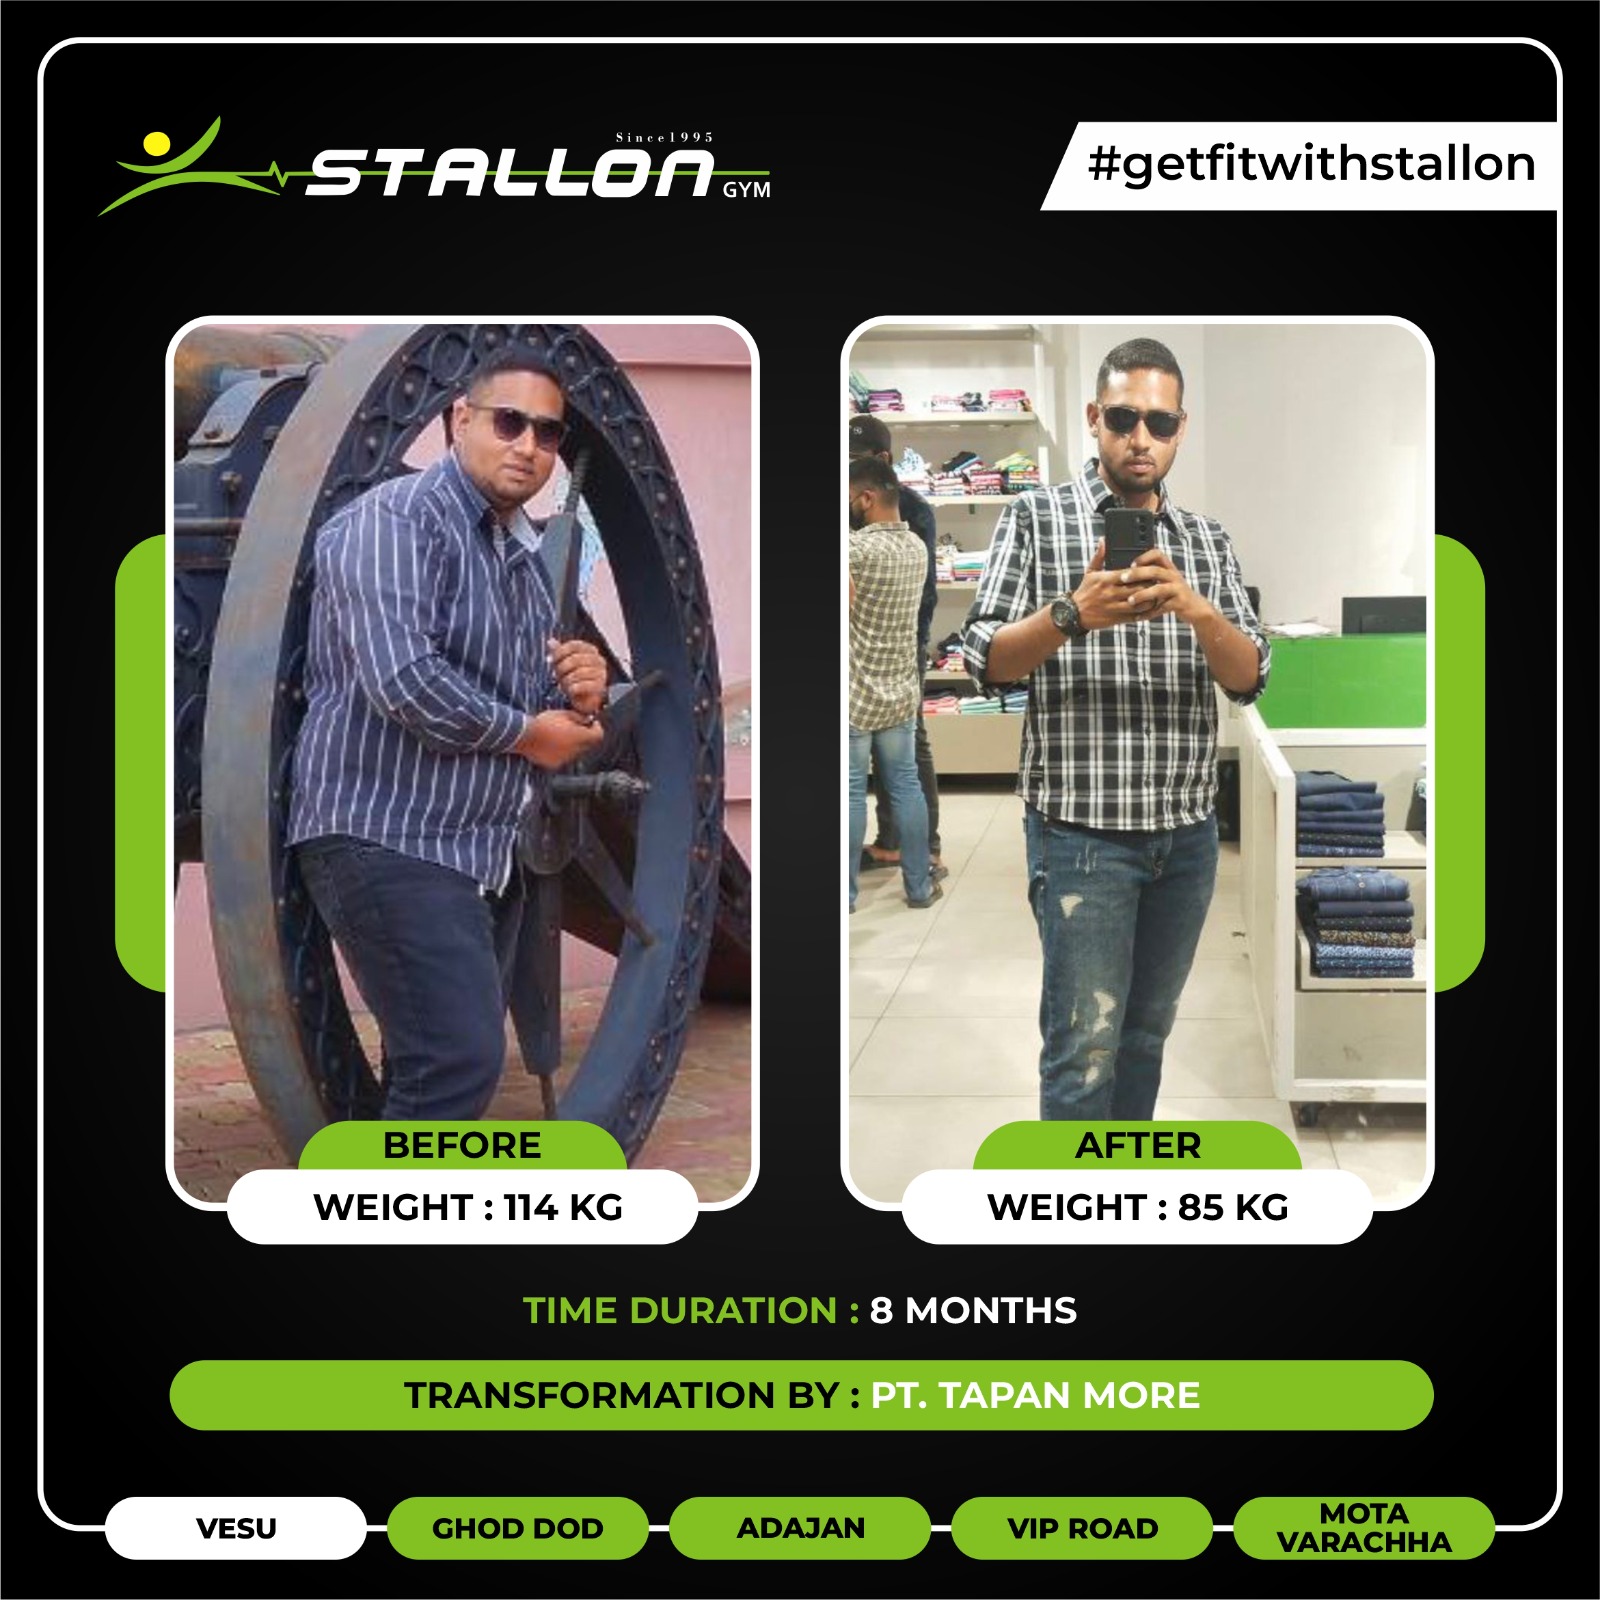 Since1995
STALLON
GYM
#getfitwithstallon
BEFORE
WEIGHT : 114 KG
AFTER
WEIGHT : 85 KG
TIME DURATION : 8 MONTHS
TRANSFORMATION BY : PT. TAPAN MORE
VESU
GHOD DOD
ADAJAN
VIP ROAD
MOTA
VARACHHA